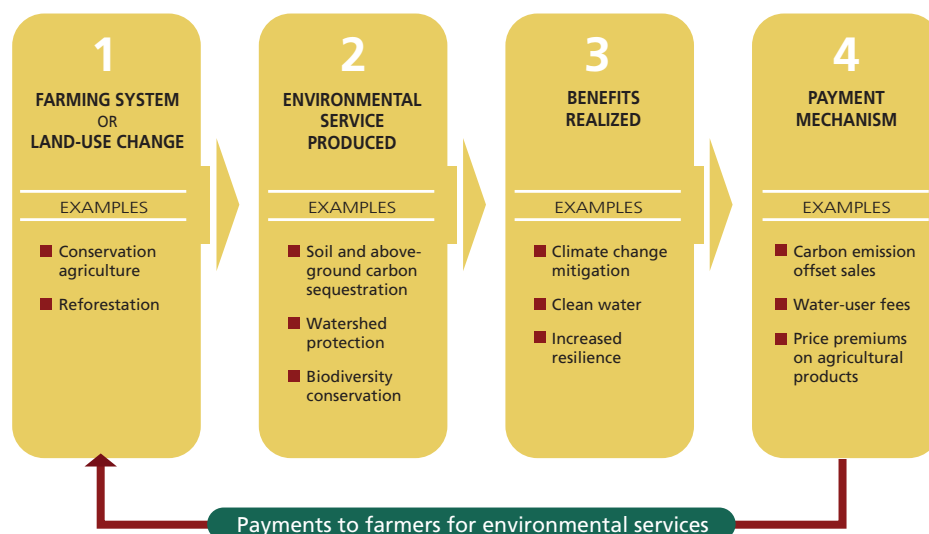 1
FARMING SYSTEM
OR
LAND-USE CHANGE
EXAMPLES
Conservation
agriculture
Reforestation
2
ENVIRONMENTAL
SERVICE
PRODUCED
EXAMPLES
Soil and above-
ground carbon
sequestration
Watershed
protection
Biodiversity
conservation
3
BENEFITS
REALIZED
EXAMPLES
Climate change
mitigation
Clean water
Increased
resilience
4
PAYMENT
MECHANISM
EXAMPLES
Carbon emission
offset sales
Water-user fees
Price premiums
on agricultural
products
Payments to farmers for environmental services